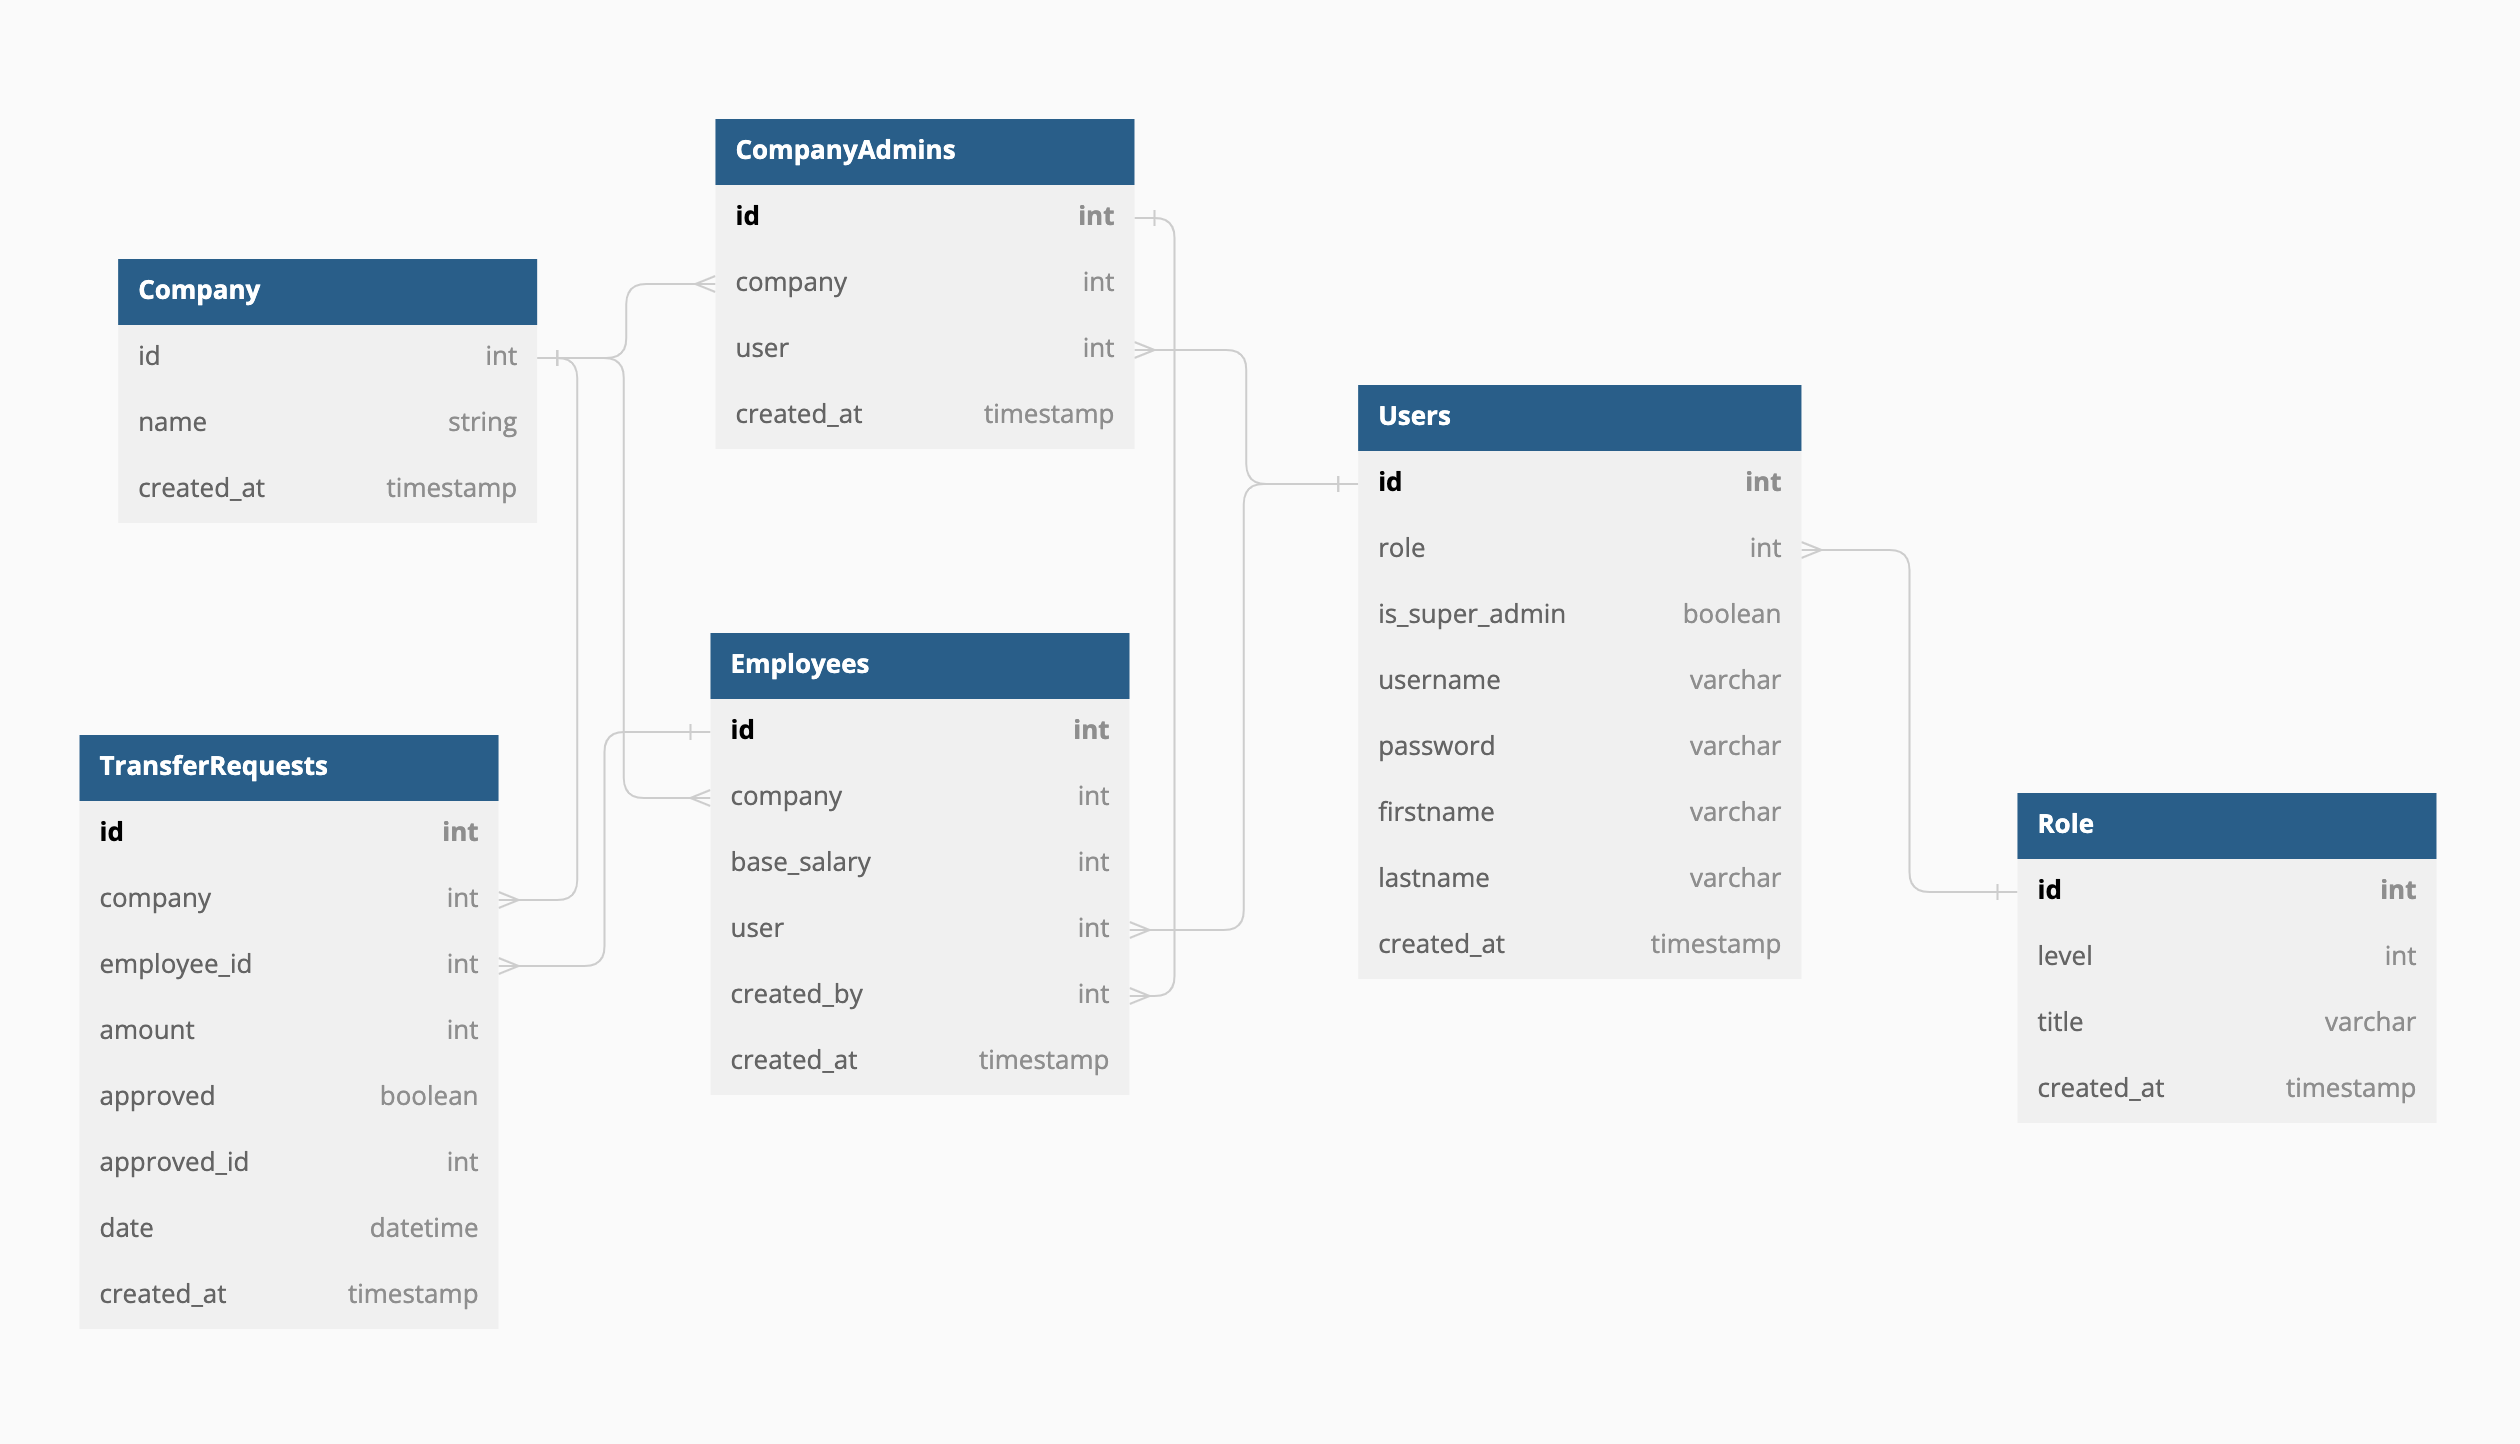 CompanyAdmins
id int
company int
user int
created_at timestamp
Company
id int
name string
created_at timestamp
Users
id int
role int
is_super_admin boolean
username varchar
password varchar
firstname varchar
lastname varchar
created_at timestamp
Employees
id int
company int
base_salary int
user int
created_by int
created_at timestamp
TransferRequests
id int
company int
employee_id int
amount int
approved boolean
approved_id int
date datetime
created_at timestamp
Role
id int
level int
title varchar
created_at timestamp